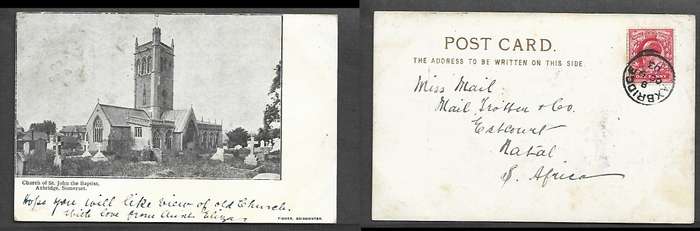 Church of St. John the Baptist,
Axbridge, Somerset.
Hope you will like view of old Church.
With love from Aunt Eliza
POST CARD.
THE ADDRESS TO BE WRITTEN ON THIS SIDE.
Miss Mail
Mail Trotter & Co.
Estcourt
Natal
S. Africa
AXBRIDGE